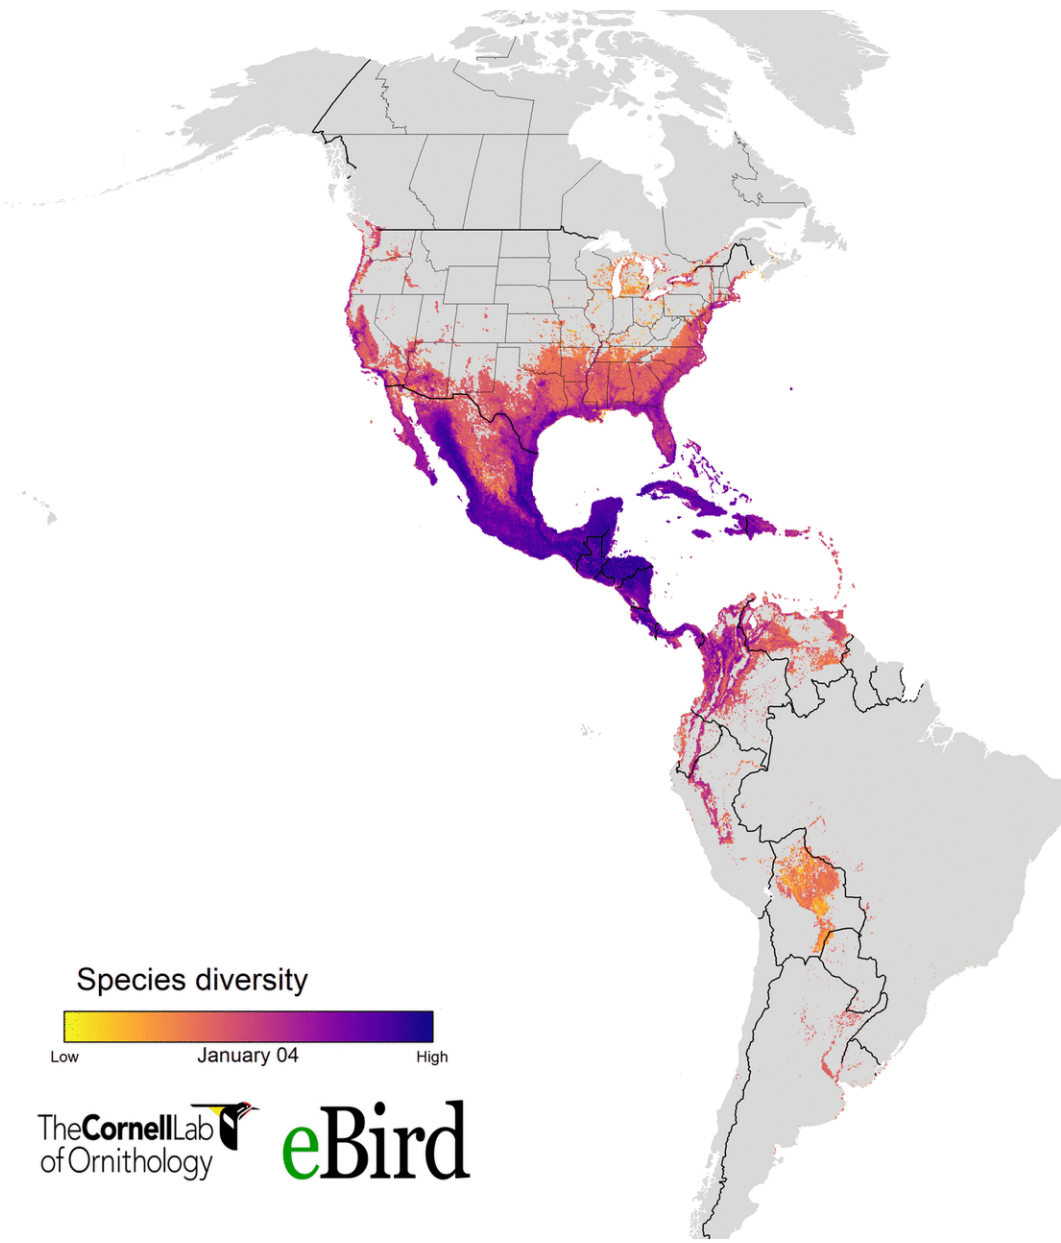 Species diversity
Low January 04 High
TheCornellLab
of Ornithology
eBird